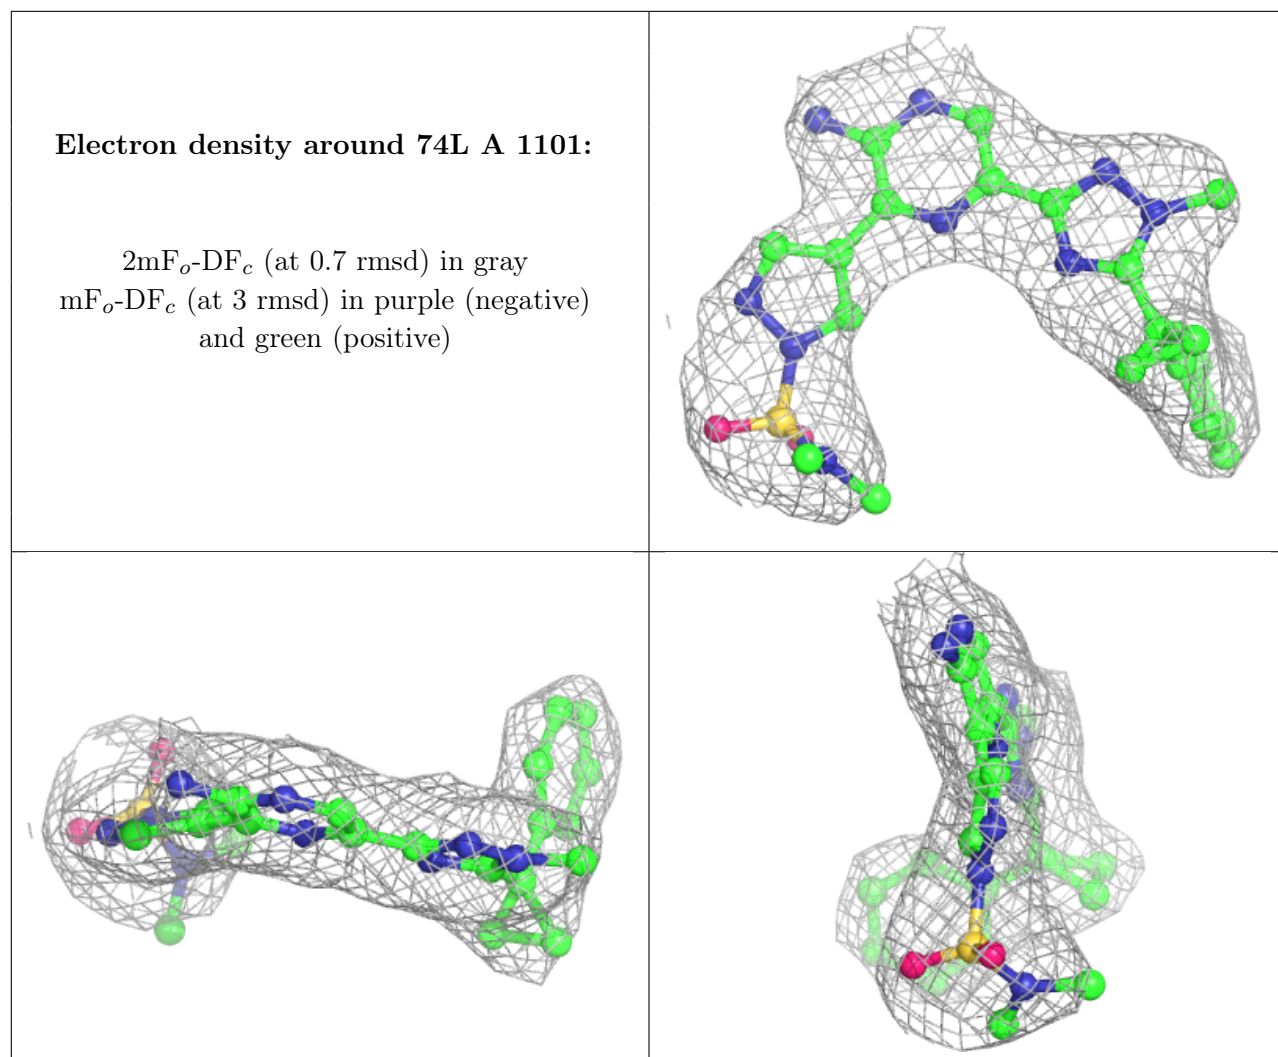 Electron density around 74L A 1101:
2mFo-DFc (at 0.7 rmsd) in gray
mFo-DFc (at 3 rmsd) in purple (negative)
and green (positive)